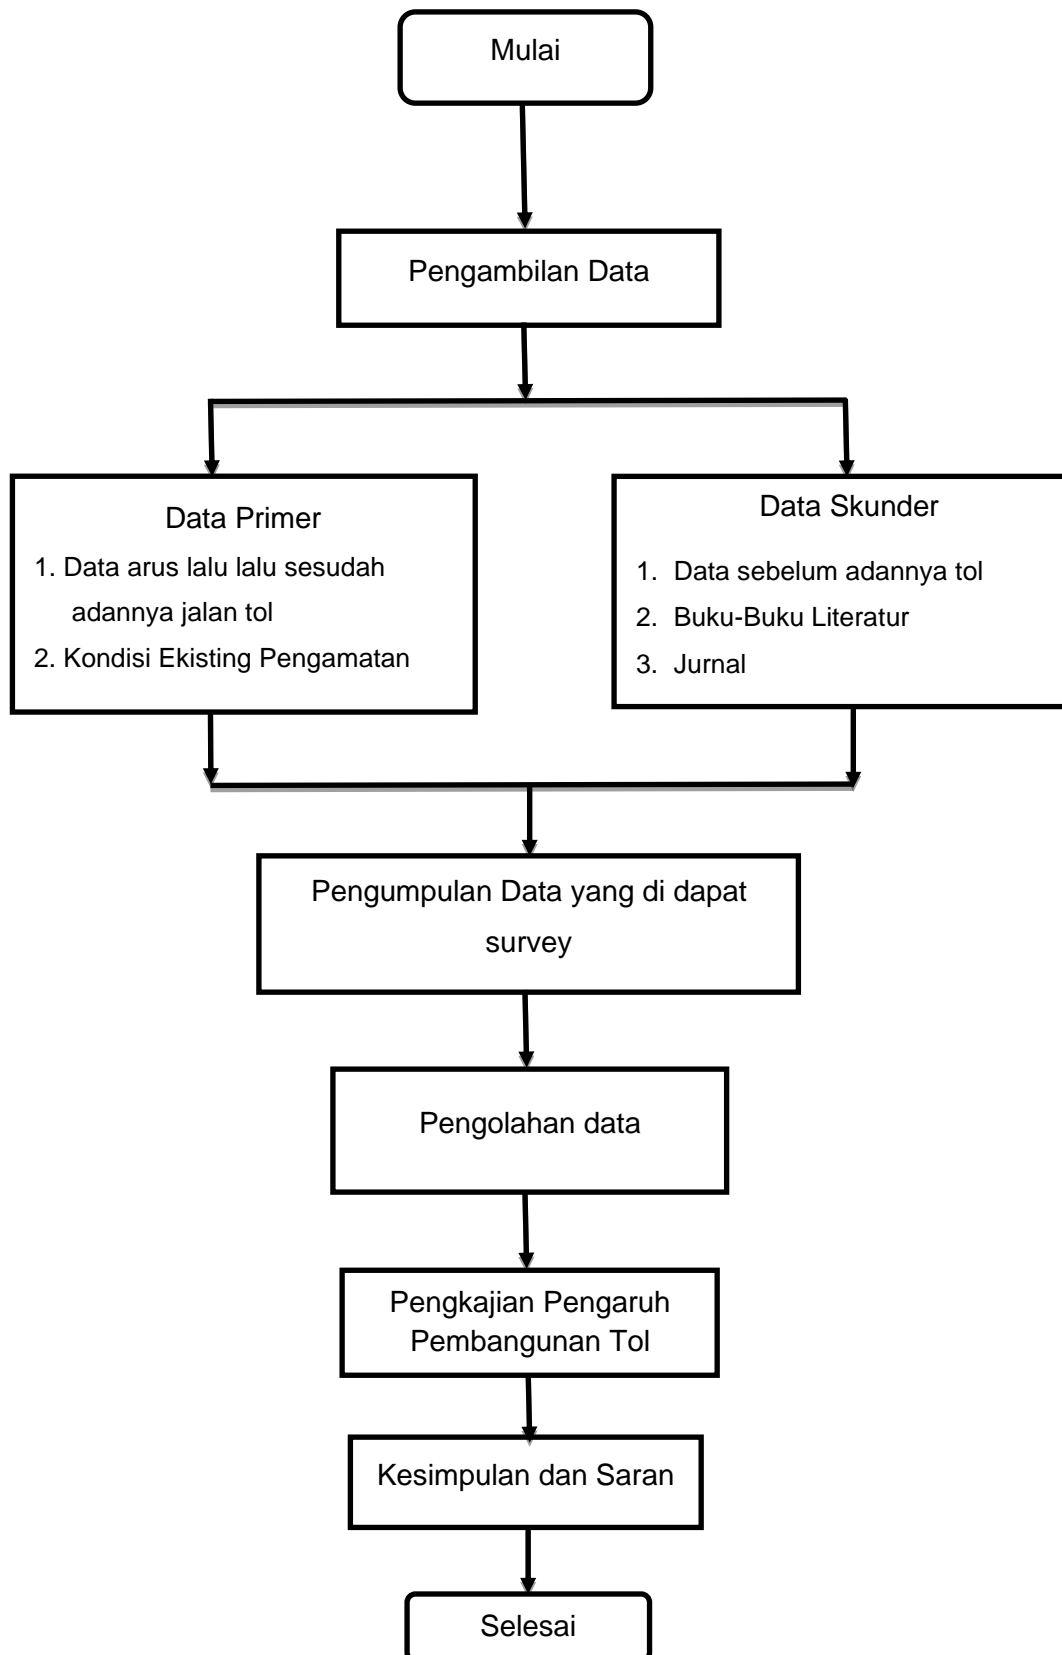 Mulai
Pengambilan Data
Data Primer
1. Data arus lalu lalu sesudah
adannya jalan tol
2. Kondisi Ekisting Pengamatan
Data Skunder
1. Data sebelum adannya tol
2. Buku-Buku Literatur
3. Jurnal
Pengumpulan Data yang di dapat
survey
Pengolahan data
Pengkajian Pengaruh
Pembangunan Tol
Kesimpulan dan Saran
Selesai